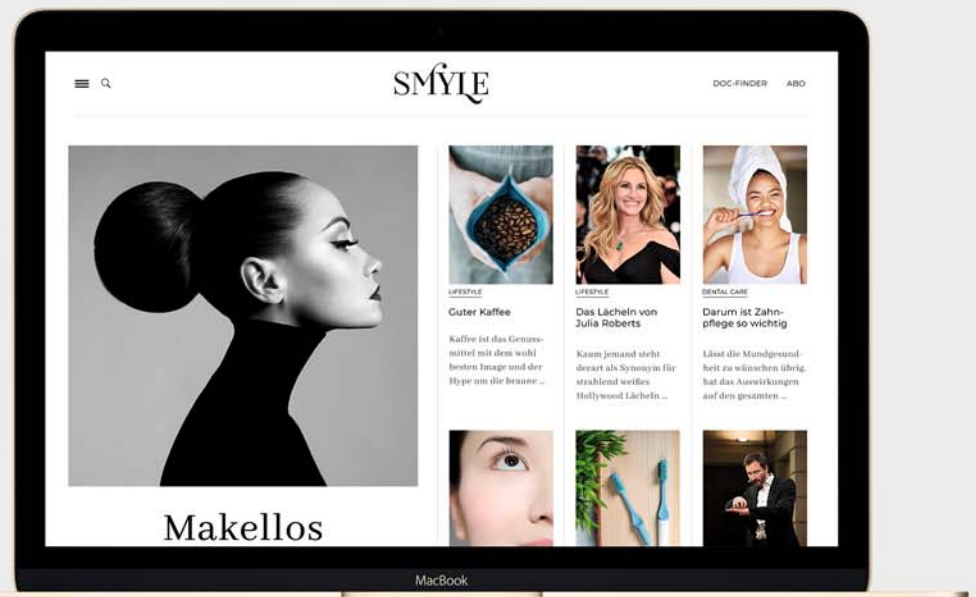 SMYLE
DOC-FINDER ABO
LIFESTYLE
Guter Kaffee
Kaffee ist das Genuss-
mittel mit dem wohl
besten Image und der
Hype um die braune ...
LIFESTYLE
Das Lächeln von
Julia Roberts
Kaum jemand steht
derart als Synonym für
strahlend weißes
Hollywood Lächeln ...
DENTAL CARE
Darum ist Zahn-
pflege so wichtig
Lässt die Mundgesund-
heit zu wünschen übrig,
hat das Auswirkungen
auf den gesamten ...
Makellos
MacBook